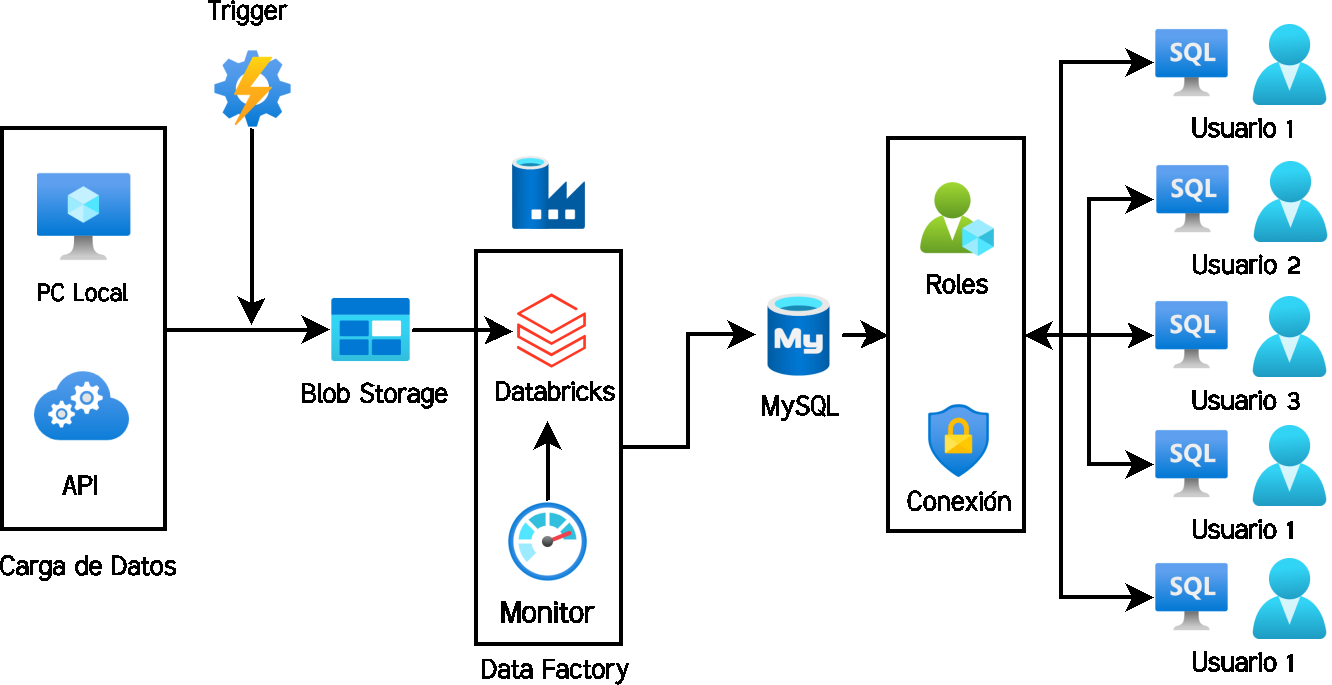 Trigger
PC Local
API
Carga de Datos
Blob Storage
Databricks
Monitor
Data Factory
My
MySQL
Roles
Conexión
SQL
Usuario 1
SQL
Usuario 2
SQL
Usuario 3
SQL
Usuario 1
SQL
Usuario 1